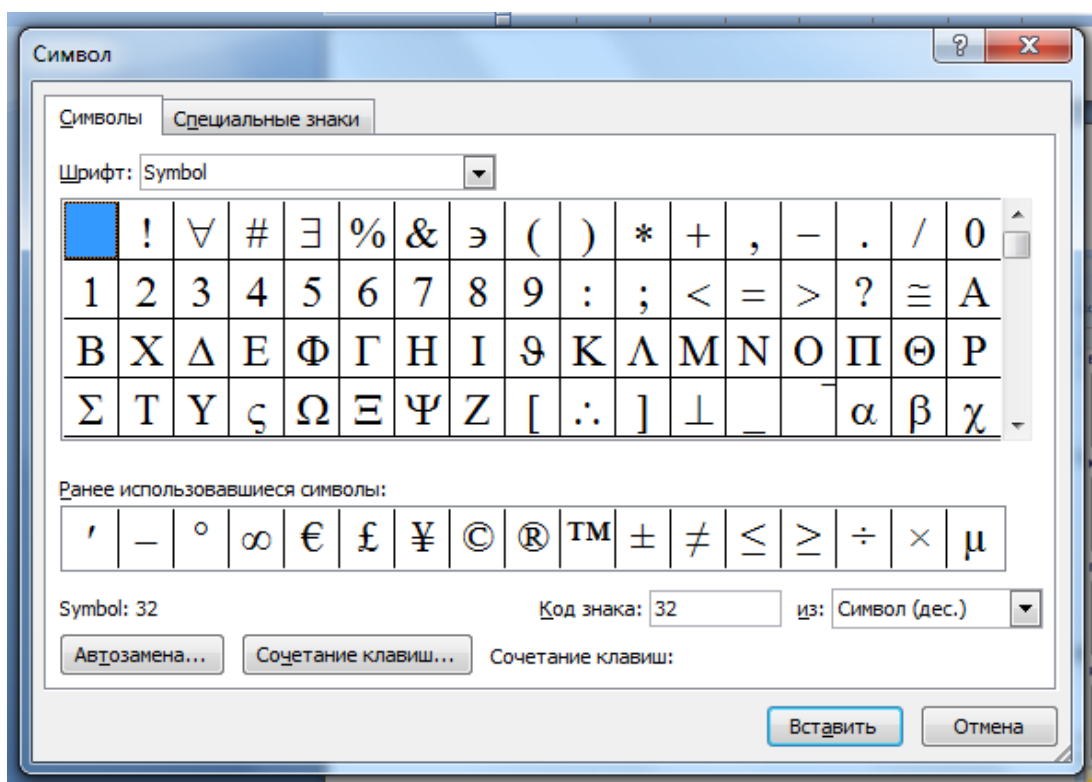 Символ
Символы Специальные знаки
Шрифт: Symbol
! ∀ # ∃ % & ∍ ( ) ∗ + , − . / 0
1 2 3 4 5 6 7 8 9 : ; < = > ? ≅ Α
Β Χ Δ Ε Φ Γ Η Ι ϑ Κ Λ Μ Ν Ο Π Θ Ρ
Σ Τ Υ ς Ω Ξ Ψ Ζ [ ∴ ] ⊥ _ ‾ α β χ
Ранее использовавшиеся символы:
′ – ° ∞ € £ ¥ © ® ™ ± ≠ ≤ ≥ ÷ × µ
Symbol: 32 Код знака: 32 из: Символ (дес.)
Автозамена... Сочетание клавиш... Сочетание клавиш:
Вставить Отмена